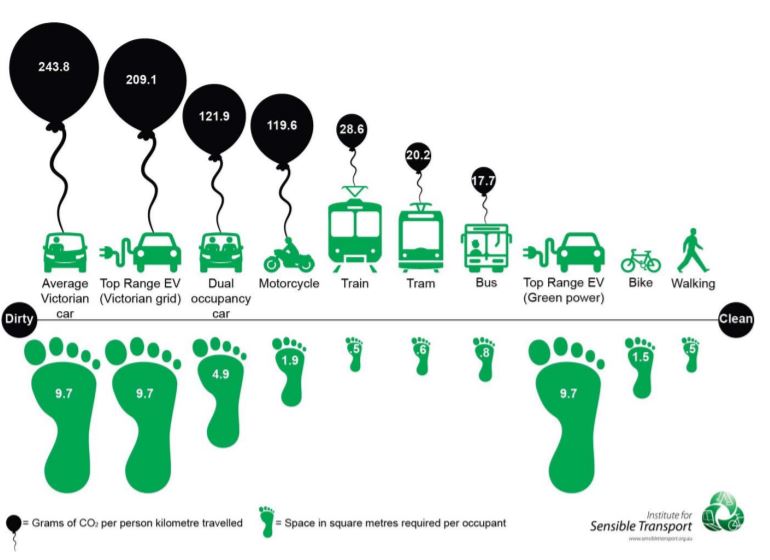 243.8
209.1
121.9
119.6
28.6
20.2
17.7
Average
Victorian
car
Top Range EV
(Victorian grid)
Dual
occupancy
car
Motorcycle
Train
Tram
Bus
Top Range EV
(Green power)
Bike
Walking
Dirty
Clean
9.7
9.7
4.9
1.9
.5
.6
.8
9.7
1.5
.5
= Grams of CO₂ per person kilometre travelled
= Space in square metres required per occupant
Institute for
Sensible Transport
www.sensibletransport.org.au